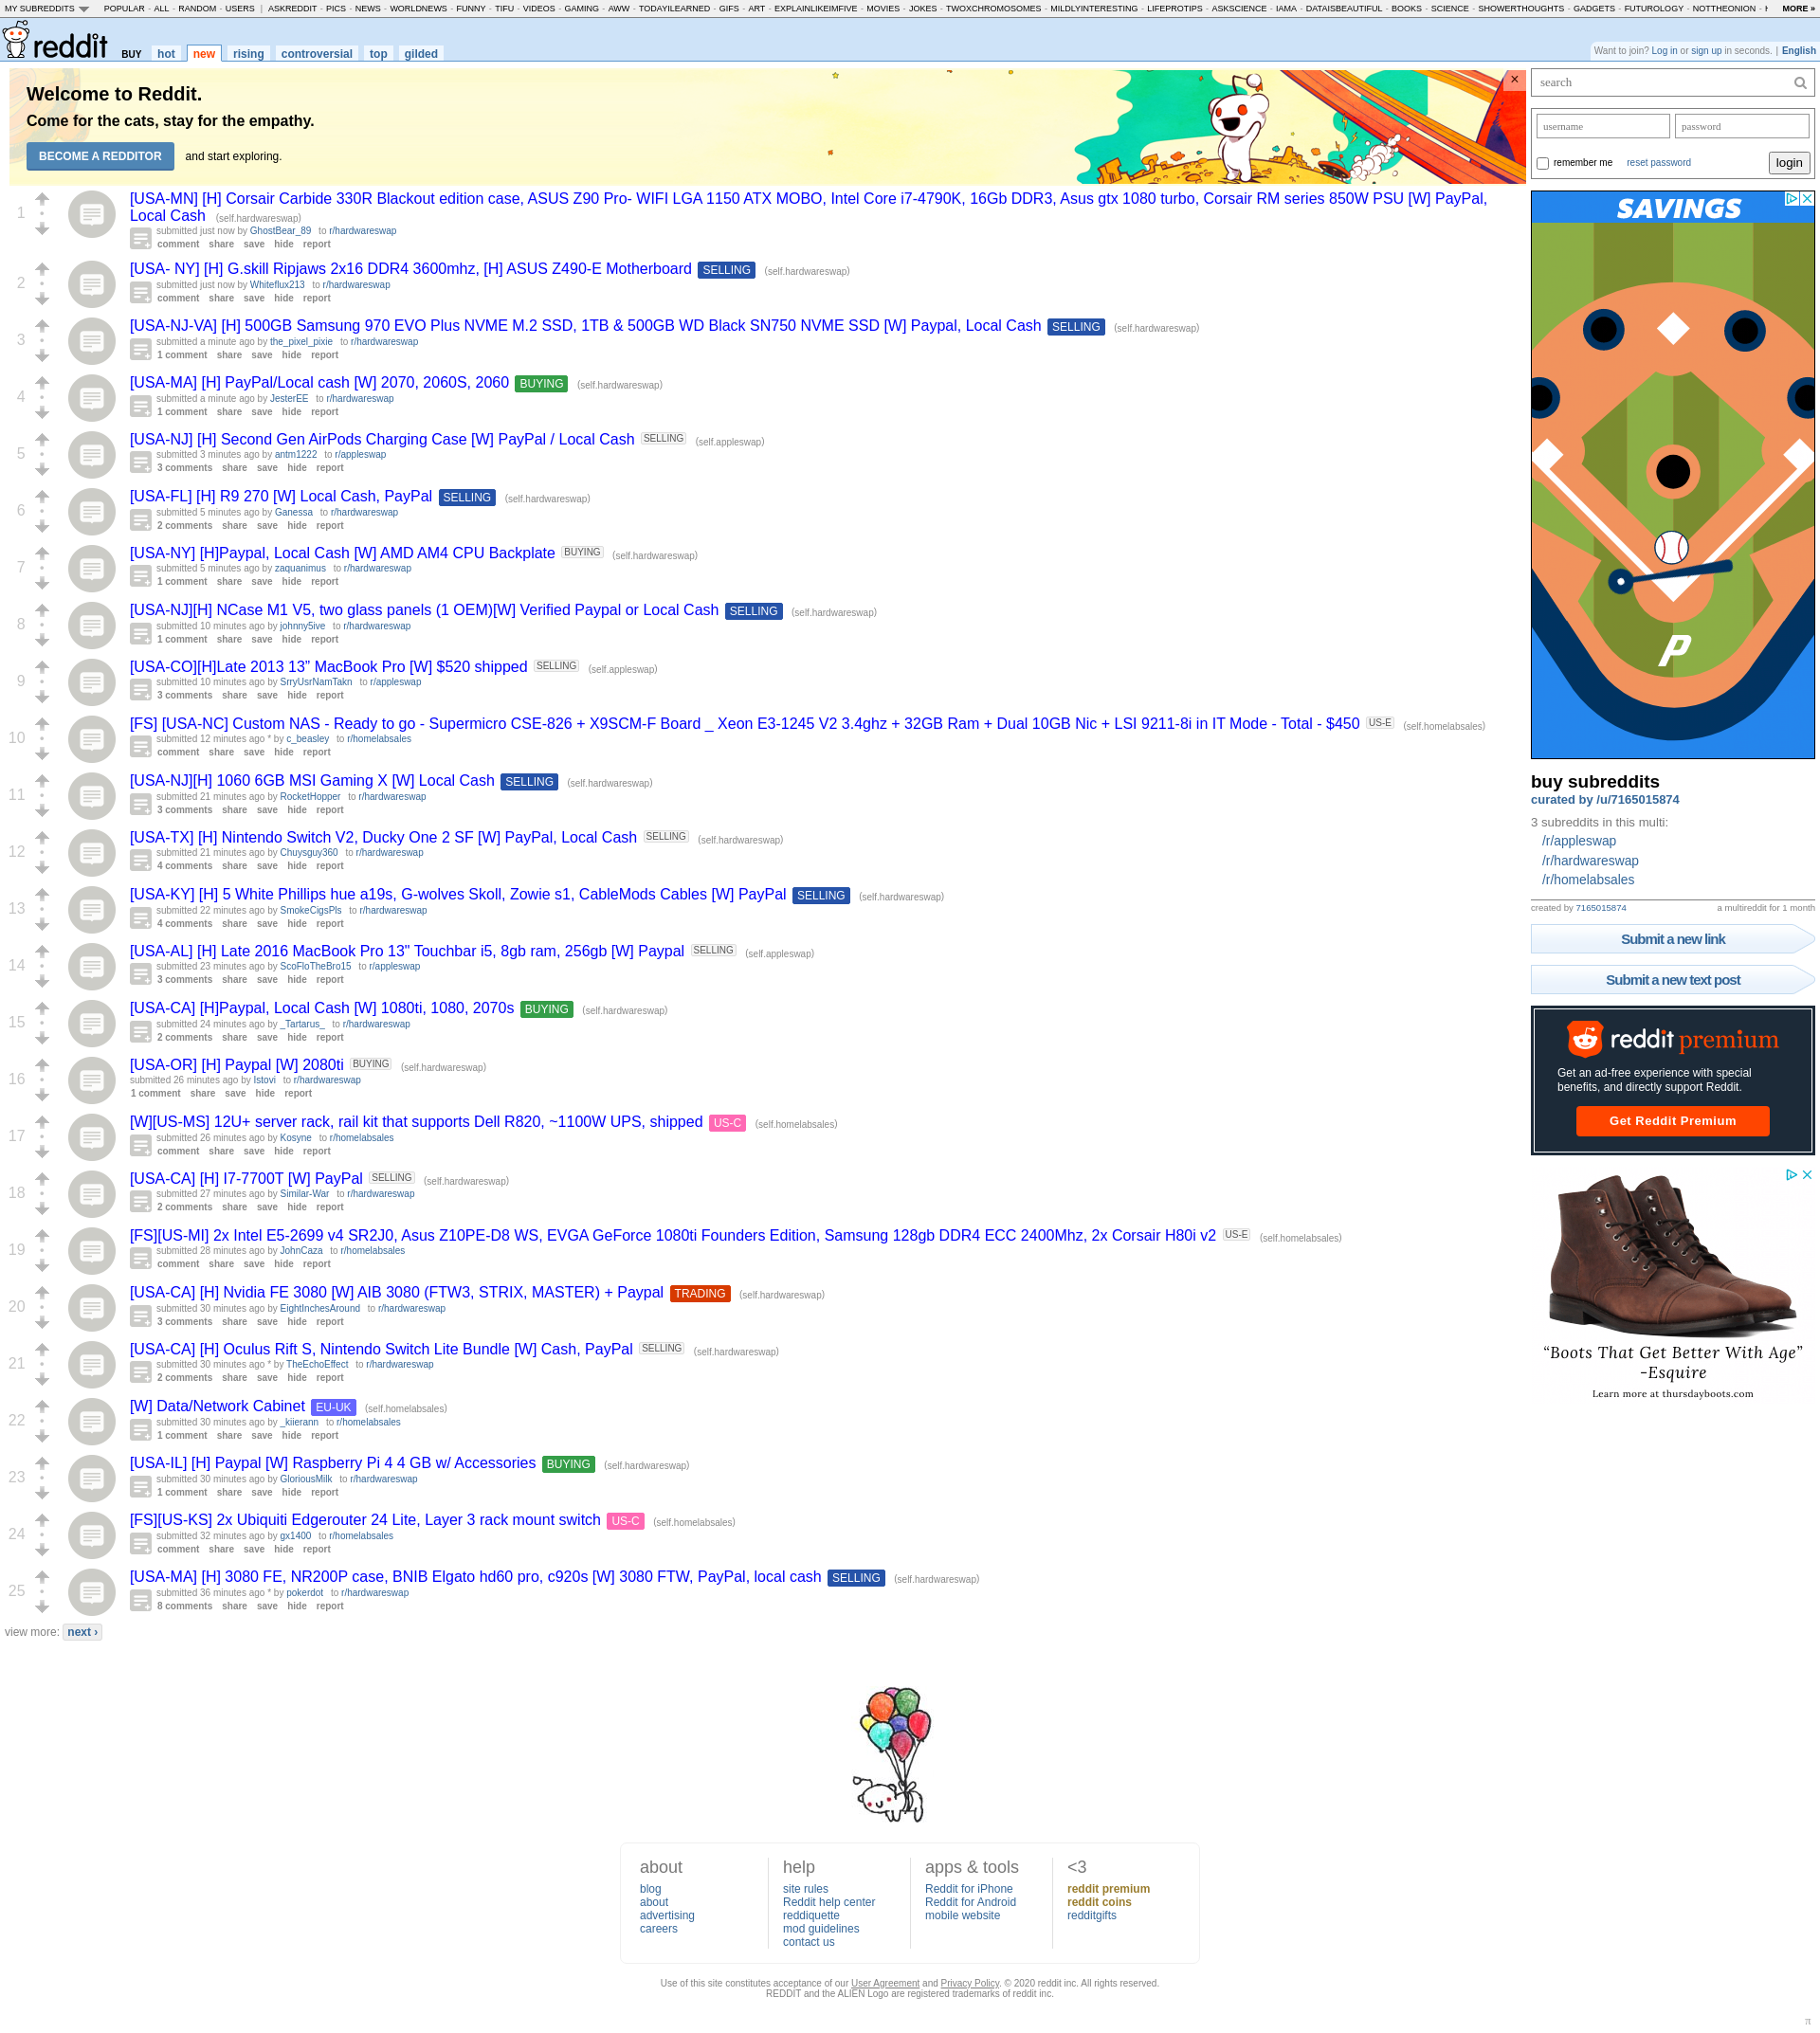 MY SUBREDDITS POPULAR - ALL - RANDOM - USERS | ASKREDDIT - PICS - NEWS - WORLDNEWS - FUNNY - TIFU - VIDEOS - GAMING - AWW - TODAYILEARNED - GIFS - ART - EXPLAINLIKEIMFIVE - MOVIES - JOKES - TWOXCHROMOSOMES - MILDLYINTERESTING - LIFEPROTIPS - ASKSCIENCE - IAMA - DATAISBEAUTIFUL - BOOKS - SCIENCE - SHOWERTHOUGHTS - GADGETS - FUTUROLOGY - NOTTHEONION - MORE »
reddit BUY hot new rising controversial top gilded
Want to join? Log in or sign up in seconds. | English
Welcome to Reddit.
Come for the cats, stay for the empathy.
BECOME A REDDITOR and start exploring.
×
1
[USA-MN] [H] Corsair Carbide 330R Blackout edition case, ASUS Z90 Pro- WIFI LGA 1150 ATX MOBO, Intel Core i7-4790K, 16Gb DDR3, Asus gtx 1080 turbo, Corsair RM series 850W PSU [W] PayPal,
Local Cash (self.hardwareswap)
submitted just now by GhostBear_89 to r/hardwareswap
comment share save hide report
2
[USA- NY] [H] G.skill Ripjaws 2x16 DDR4 3600mhz, [H] ASUS Z490-E Motherboard SELLING (self.hardwareswap)
submitted just now by Whiteflux213 to r/hardwareswap
comment share save hide report
3
[USA-NJ-VA] [H] 500GB Samsung 970 EVO Plus NVME M.2 SSD, 1TB & 500GB WD Black SN750 NVME SSD [W] Paypal, Local Cash SELLING (self.hardwareswap)
submitted a minute ago by the_pixel_pixie to r/hardwareswap
1 comment share save hide report
4
[USA-MA] [H] PayPal/Local cash [W] 2070, 2060S, 2060 BUYING (self.hardwareswap)
submitted a minute ago by JesterEE to r/hardwareswap
1 comment share save hide report
5
[USA-NJ] [H] Second Gen AirPods Charging Case [W] PayPal / Local Cash SELLING (self.appleswap)
submitted 3 minutes ago by antm1222 to r/appleswap
3 comments share save hide report
6
[USA-FL] [H] R9 270 [W] Local Cash, PayPal SELLING (self.hardwareswap)
submitted 5 minutes ago by Ganessa to r/hardwareswap
2 comments share save hide report
7
[USA-NY] [H]Paypal, Local Cash [W] AMD AM4 CPU Backplate BUYING (self.hardwareswap)
submitted 5 minutes ago by zaquanimus to r/hardwareswap
1 comment share save hide report
8
[USA-NJ][H] NCase M1 V5, two glass panels (1 OEM)[W] Verified Paypal or Local Cash SELLING (self.hardwareswap)
submitted 10 minutes ago by johnny5ive to r/hardwareswap
1 comment share save hide report
9
[USA-CO][H]Late 2013 13” MacBook Pro [W] $520 shipped SELLING (self.appleswap)
submitted 10 minutes ago by SrryUsrNamTakn to r/appleswap
3 comments share save hide report
10
[FS] [USA-NC] Custom NAS - Ready to go - Supermicro CSE-826 + X9SCM-F Board _ Xeon E3-1245 V2 3.4ghz + 32GB Ram + Dual 10GB Nic + LSI 9211-8i in IT Mode - Total - $450 US-E (self.homelabsales)
submitted 12 minutes ago * by c_beasley to r/homelabsales
comment share save hide report
11
[USA-NJ][H] 1060 6GB MSI Gaming X [W] Local Cash SELLING (self.hardwareswap)
submitted 21 minutes ago by RocketHopper to r/hardwareswap
3 comments share save hide report
12
[USA-TX] [H] Nintendo Switch V2, Ducky One 2 SF [W] PayPal, Local Cash SELLING (self.hardwareswap)
submitted 21 minutes ago by Chuysguy360 to r/hardwareswap
4 comments share save hide report
13
[USA-KY] [H] 5 White Phillips hue a19s, G-wolves Skoll, Zowie s1, CableMods Cables [W] PayPal SELLING (self.hardwareswap)
submitted 22 minutes ago by SmokeCigsPls to r/hardwareswap
4 comments share save hide report
14
[USA-AL] [H] Late 2016 MacBook Pro 13" Touchbar i5, 8gb ram, 256gb [W] Paypal SELLING (self.appleswap)
submitted 23 minutes ago by ScoFloTheBro15 to r/appleswap
3 comments share save hide report
15
[USA-CA] [H]Paypal, Local Cash [W] 1080ti, 1080, 2070s BUYING (self.hardwareswap)
submitted 24 minutes ago by _Tartarus_ to r/hardwareswap
2 comments share save hide report
16
[USA-OR] [H] Paypal [W] 2080ti BUYING (self.hardwareswap)
submitted 26 minutes ago by Istovi to r/hardwareswap
1 comment share save hide report
17
[W][US-MS] 12U+ server rack, rail kit that supports Dell R820, ~1100W UPS, shipped US-C (self.homelabsales)
submitted 26 minutes ago by Kosyne to r/homelabsales
comment share save hide report
18
[USA-CA] [H] I7-7700T [W] PayPal SELLING (self.hardwareswap)
submitted 27 minutes ago by Similar-War to r/hardwareswap
2 comments share save hide report
19
[FS][US-MI] 2x Intel E5-2699 v4 SR2J0, Asus Z10PE-D8 WS, EVGA GeForce 1080ti Founders Edition, Samsung 128gb DDR4 ECC 2400Mhz, 2x Corsair H80i v2 US-E (self.homelabsales)
submitted 28 minutes ago by JohnCaza to r/homelabsales
comment share save hide report
20
[USA-CA] [H] Nvidia FE 3080 [W] AIB 3080 (FTW3, STRIX, MASTER) + Paypal TRADING (self.hardwareswap)
submitted 30 minutes ago by EightInchesAround to r/hardwareswap
3 comments share save hide report
21
[USA-CA] [H] Oculus Rift S, Nintendo Switch Lite Bundle [W] Cash, PayPal SELLING (self.hardwareswap)
submitted 30 minutes ago * by TheEchoEffect to r/hardwareswap
2 comments share save hide report
22
[W] Data/Network Cabinet EU-UK (self.homelabsales)
submitted 30 minutes ago by _kiierann to r/homelabsales
1 comment share save hide report
23
[USA-IL] [H] Paypal [W] Raspberry Pi 4 4 GB w/ Accessories BUYING (self.hardwareswap)
submitted 30 minutes ago by GloriousMilk to r/hardwareswap
1 comment share save hide report
24
[FS][US-KS] 2x Ubiquiti Edgerouter 24 Lite, Layer 3 rack mount switch US-C (self.homelabsales)
submitted 32 minutes ago by gx1400 to r/homelabsales
comment share save hide report
25
[USA-MA] [H] 3080 FE, NR200P case, BNIB Elgato hd60 pro, c920s [W] 3080 FTW, PayPal, local cash SELLING (self.hardwareswap)
submitted 36 minutes ago * by pokerdot to r/hardwareswap
8 comments share save hide report
view more: next ›
search
username password
remember me reset password login
SAVINGS
P
buy subreddits
curated by /u/7165015874
3 subreddits in this multi:
/r/appleswap
/r/hardwareswap
/r/homelabsales
created by 7165015874 a multireddit for 1 month
Submit a new link
Submit a new text post
reddit premium
Get an ad-free experience with special
benefits, and directly support Reddit.
Get Reddit Premium
“Boots That Get Better With Age”
-Esquire
Learn more at thursdayboots.com
about
blog
about
advertising
careers
help
site rules
Reddit help center
reddiquette
mod guidelines
contact us
apps & tools
Reddit for iPhone
Reddit for Android
mobile website
<3
reddit premium
reddit coins
redditgifts
Use of this site constitutes acceptance of our User Agreement and Privacy Policy. © 2020 reddit inc. All rights reserved.
REDDIT and the ALIEN Logo are registered trademarks of reddit inc.
π